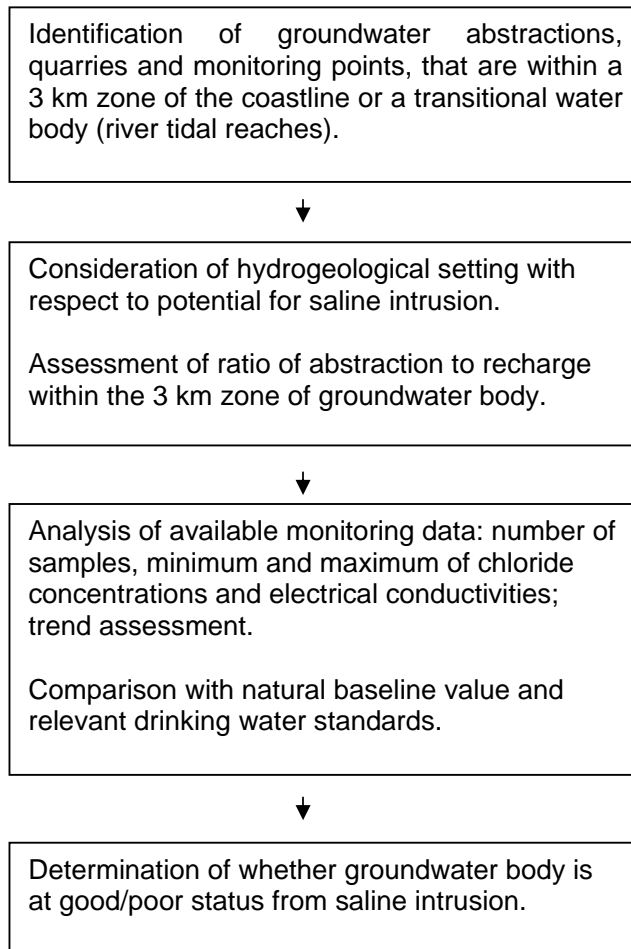 Identification of groundwater abstractions,
quarries and monitoring points, that are within a
3 km zone of the coastline or a transitional water
body (river tidal reaches).
Consideration of hydrogeological setting with
respect to potential for saline intrusion.
Assessment of ratio of abstraction to recharge
within the 3 km zone of groundwater body.
Analysis of available monitoring data: number of
samples, minimum and maximum of chloride
concentrations and electrical conductivities;
trend assessment.
Comparison with natural baseline value and
relevant drinking water standards.
Determination of whether groundwater body is
at good/poor status from saline intrusion.